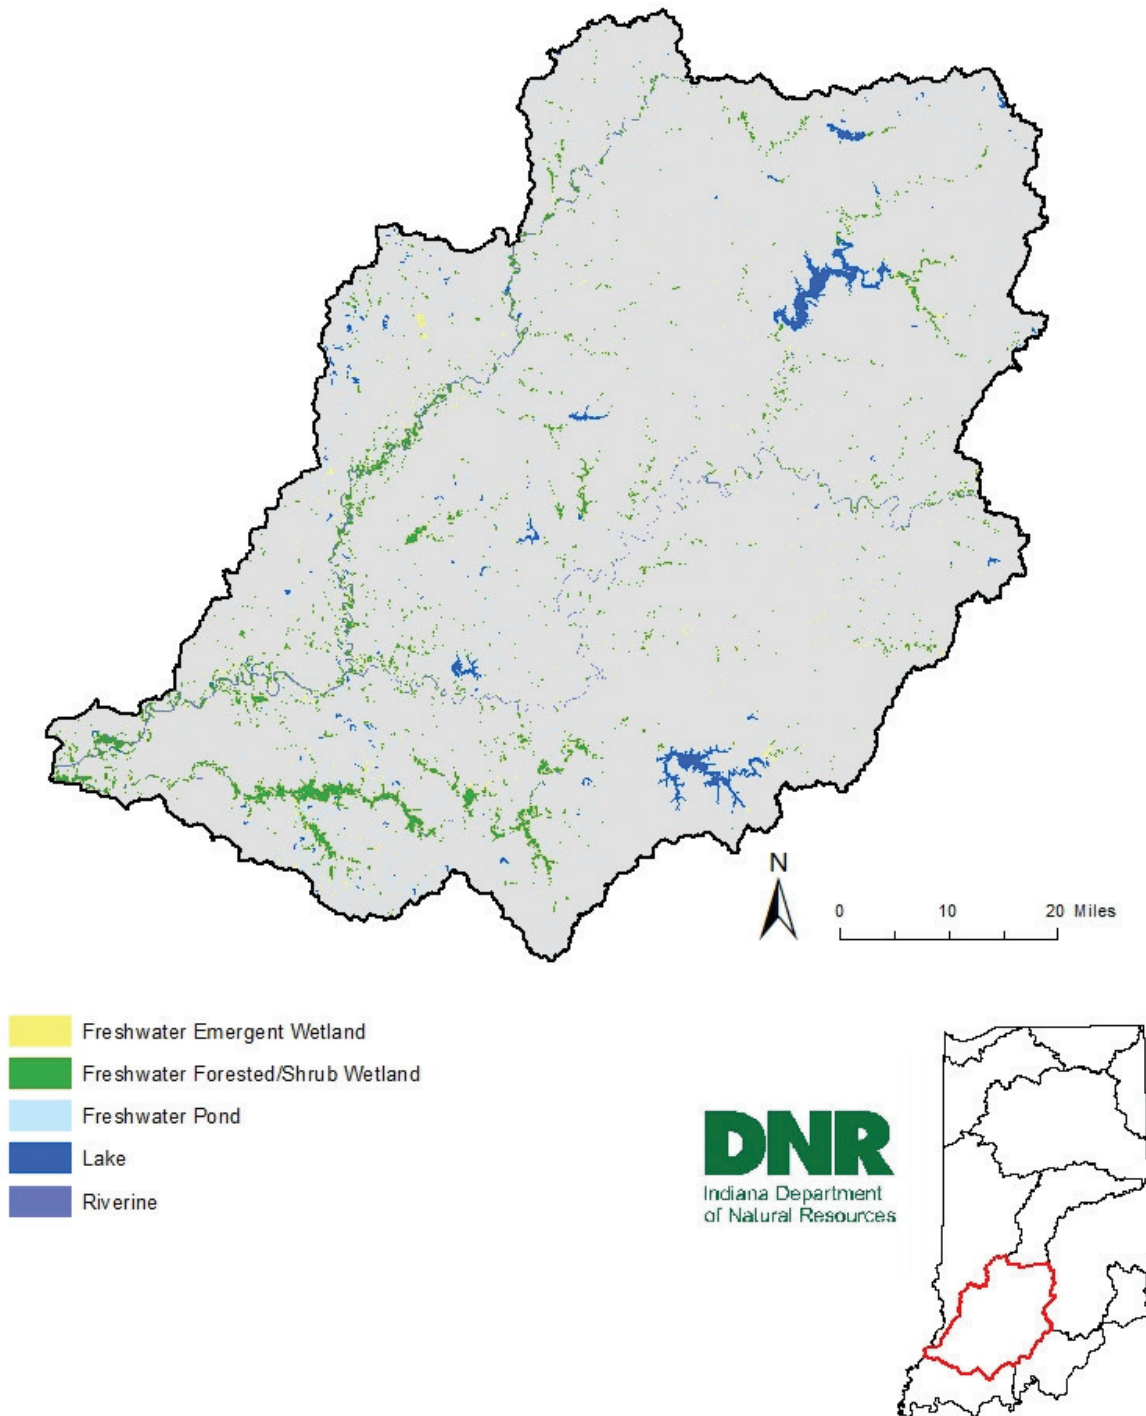 N
0 10 20 Miles
Freshwater Emergent Wetland
Freshwater Forested/Shrub Wetland
Freshwater Pond
Lake
Riverine
DNR
Indiana Department
of Natural Resources